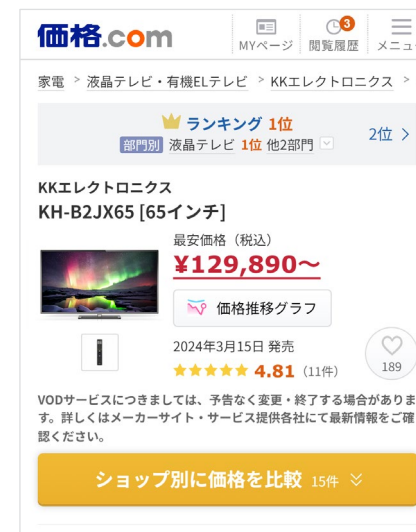 価格.com
MYページ
3
閲覧履歴
メニュー
家電 > 液晶テレビ・有機ELテレビ > KKエレクトロニクス >
ランキング 1位
部門別 液晶テレビ 1位 他2部門
2位
KKエレクトロニクス
KH-B2JX65 [65インチ]
最安価格（税込）
¥129,890～
価格推移グラフ
2024年3月15日 発売
★★★★★ 4.81（11件）
189
VODサービスにつきましては、予告なく変更・終了する場合がありま
す。詳しくはメーカーサイト・サービス提供各社にて最新情報をご確
認ください。
ショップ別に価格を比較 15件